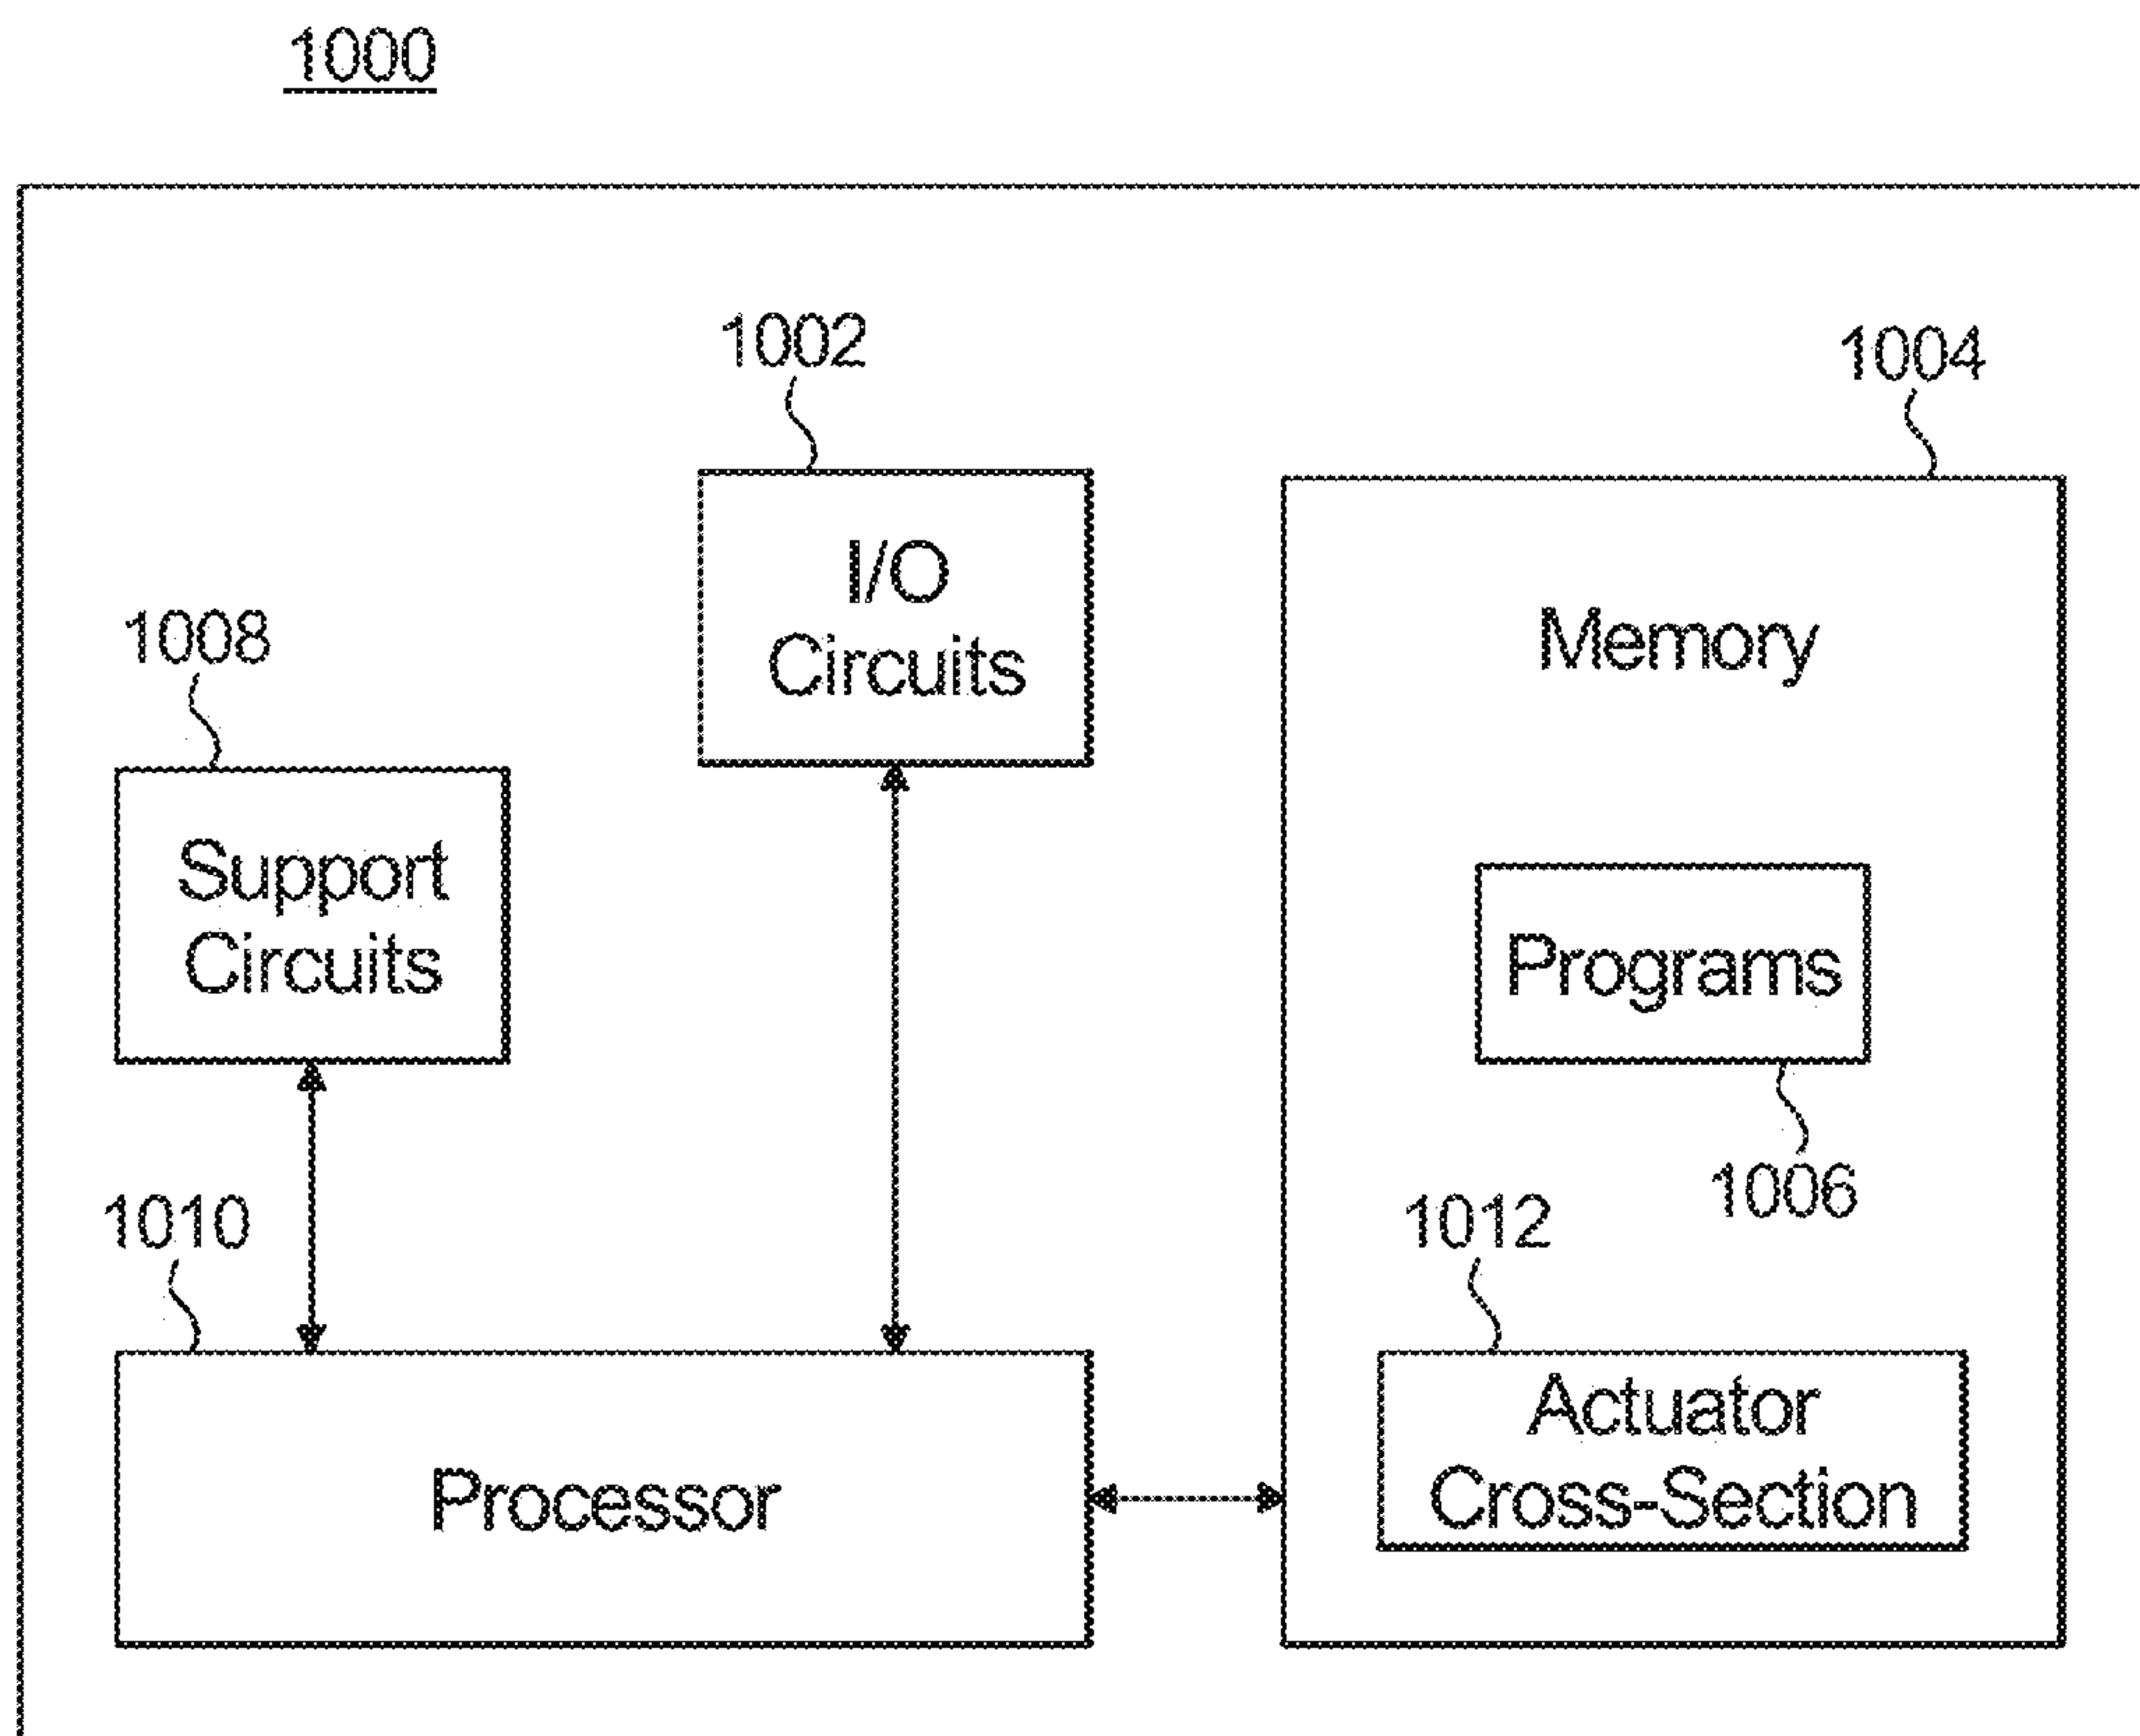 1000
1002
1004
I/O
Circuits
Memory
1008
Support
Circuits
Programs
1006
1010
1012
Processor
Actuator
Cross-Section